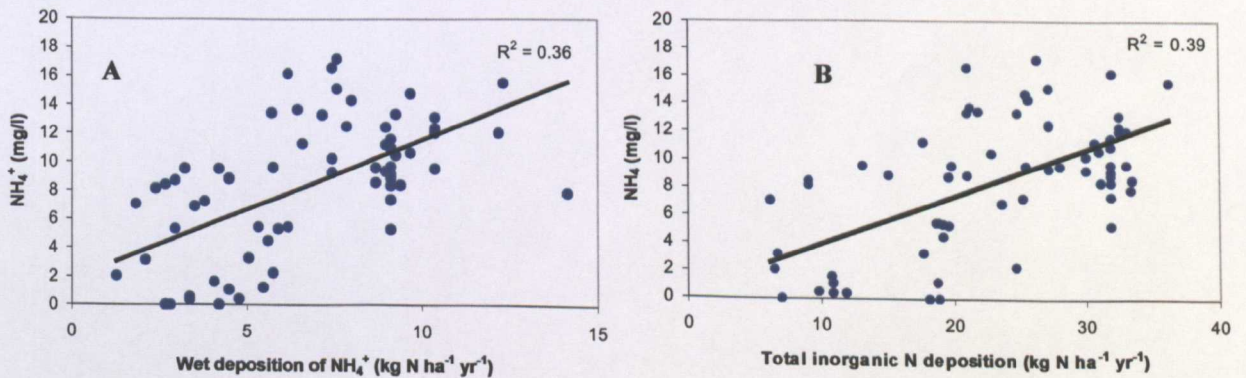 20
18
16
14
12
10
8
6
4
2
0
NH₄⁺ (mg/l)
A
R² = 0.36
0 5 10 15
Wet deposition of NH₄⁺ (kg N ha⁻¹ yr⁻¹)
20
18
16
14
12
10
8
6
4
2
0
NH₄ (mg/l)
B
R² = 0.39
0 10 20 30 40
Total inorganic N deposition (kg N ha⁻¹ yr⁻¹)